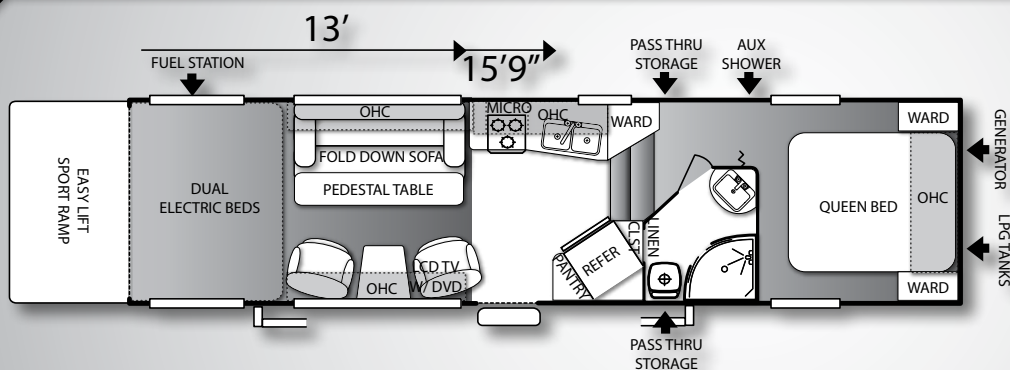 13'
15'9"
FUEL STATION
PASS THRU
STORAGE
AUX
SHOWER
EASY LIFT
SPORT RAMP
DUAL
ELECTRIC BEDS
OHC
FOLD DOWN SOFA
PEDESTAL TABLE
LCD TV
W/ DVD
OHC
MICRO
OHC
WARD
PANTRY
REFER
LINEN
CLST
QUEEN BED
WARD
OHC
WARD
GENERATOR
LPG TANKS
PASS THRU
STORAGE